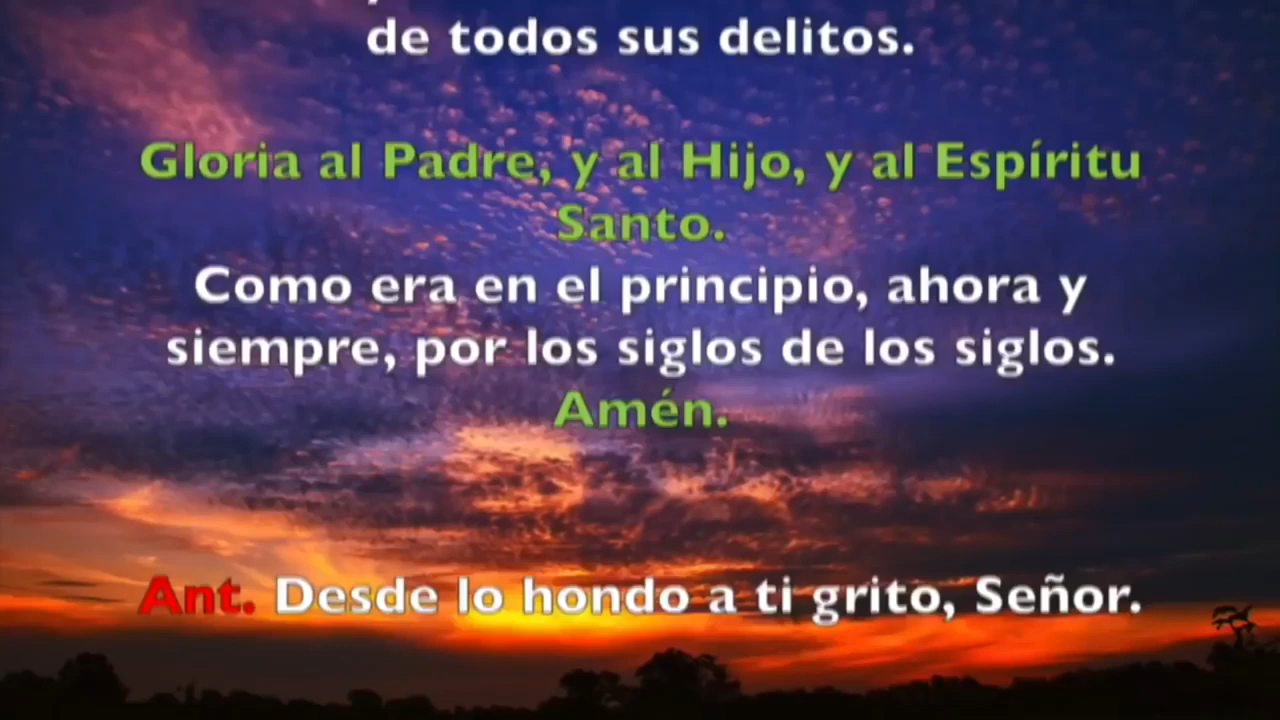 de todos sus delitos.
Gloria al Padre, y al Hijo, y al Espíritu
Santo.
Como era en el principio, ahora y
siempre, por los siglos de los siglos.
Amén.
Ant. Desde lo hondo a ti grito, Señor.